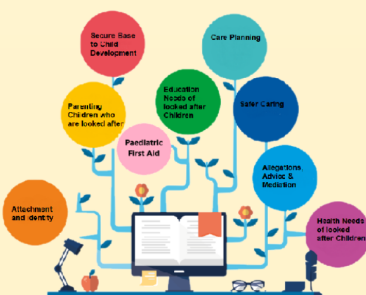 Secure Base
to Child
Development
Care Planning
Parenting
Children who
are looked after
Education
Needs of
looked after
Children
Safer Caring
Paediatric
First Aid
Allegations,
Advise &
Mediation
Attachment
and Identity
Health Needs
of looked
after Children